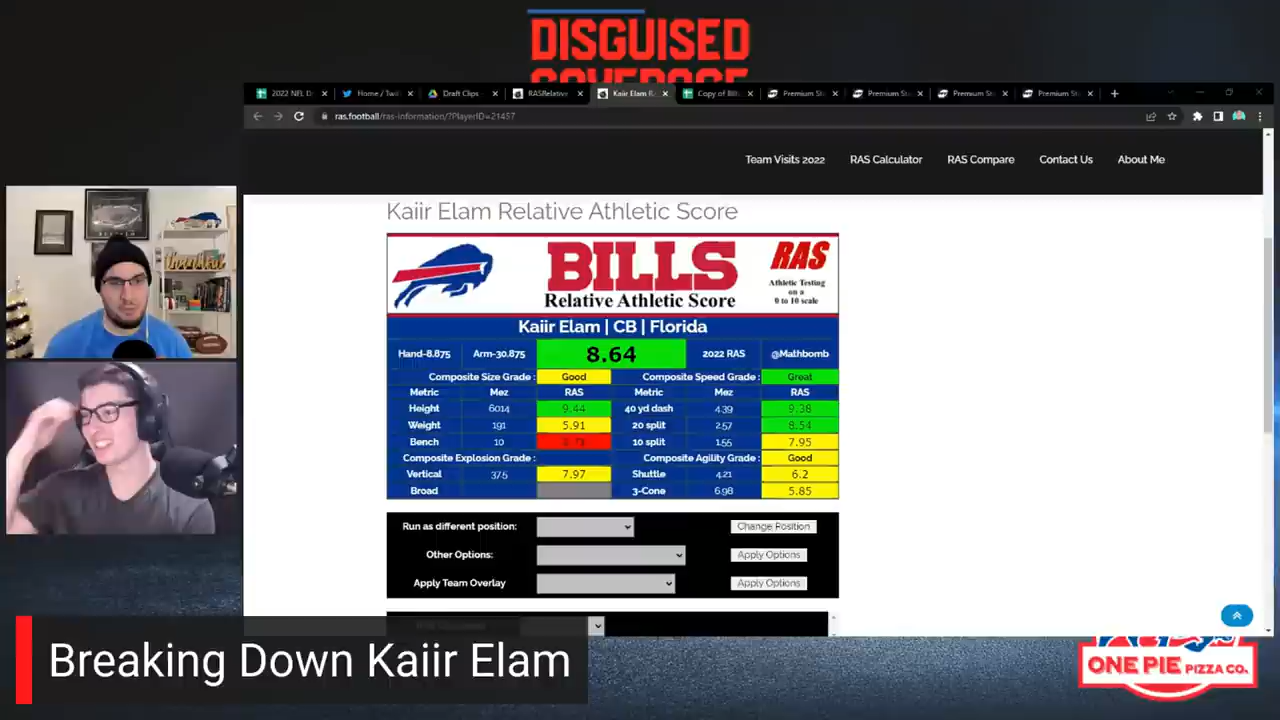 DISGUISED
COVERAGE
2022 NFL D
Home / Twi
Draft Clips
RASRelative
Kaiir Elam R
Copy of Bills
Premium St
Premium St
Premium St
Premium St
ras.football/ras-information/?PlayerID=21457
Team Visits 2022 RAS Calculator RAS Compare Contact Us About Me
Kaiir Elam Relative Athletic Score
BILLS
Relative Athletic Score
RAS
Athletic Testing
on a
0 to 10 scale
Kaiir Elam | CB | Florida
Hand-8.875 Arm-30.875 8.64 2022 RAS @Mathbomb
Composite Size Grade : Good Composite Speed Grade : Great
Metric Mez RAS Metric Mez RAS
Height 6014 9.44 40 yd dash 4.39 9.38
Weight 191 5.91 20 split 2.57 8.54
Bench 10 10 split 1.55 7.95
Composite Explosion Grade : Composite Agility Grade : Good
Vertical 37.5 7.97 Shuttle 4.21 6.2
Broad 3-Cone 6.98 5.85
Run as different position: Change Position
Other Options: Apply Options
Apply Team Overlay Apply Options
Breaking Down Kaiir Elam
ONE PIE PIZZA CO.